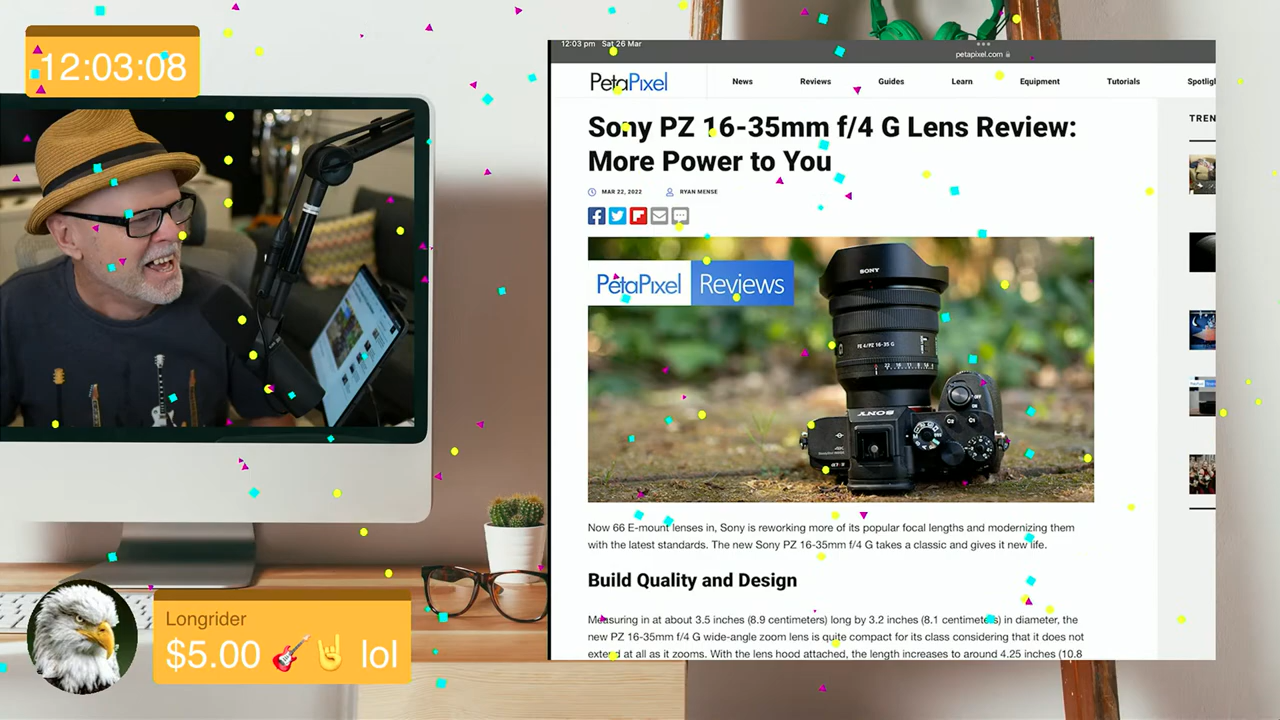 12:03:08
12:03 pm Sat 26 Mar
petapixel.com
PetaPixel
News Reviews Guides Learn Equipment Tutorials Spotligh
Sony PZ 16-35mm f/4 G Lens Review:
More Power to You
TREN
MAR 22, 2022 RYAN MENSE
PetaPixel Reviews
SONY
PZ 4/PZ 16-35 G
SONY
Now 66 E-mount lenses in, Sony is reworking more of its popular focal lengths and modernizing them
with the latest standards. The new Sony PZ 16-35mm f/4 G takes a classic and gives it new life.
Build Quality and Design
Measuring in at about 3.5 inches (8.9 centimeters) long by 3.2 inches (8.1 centimeters) in diameter, the
new PZ 16-35mm f/4 G wide-angle zoom lens is quite compact for its class considering that it does not
extend at all as it zooms. With the lens hood attached, the length increases to around 4.25 inches (10.8
Longrider
$5.00 🎸🤘 lol